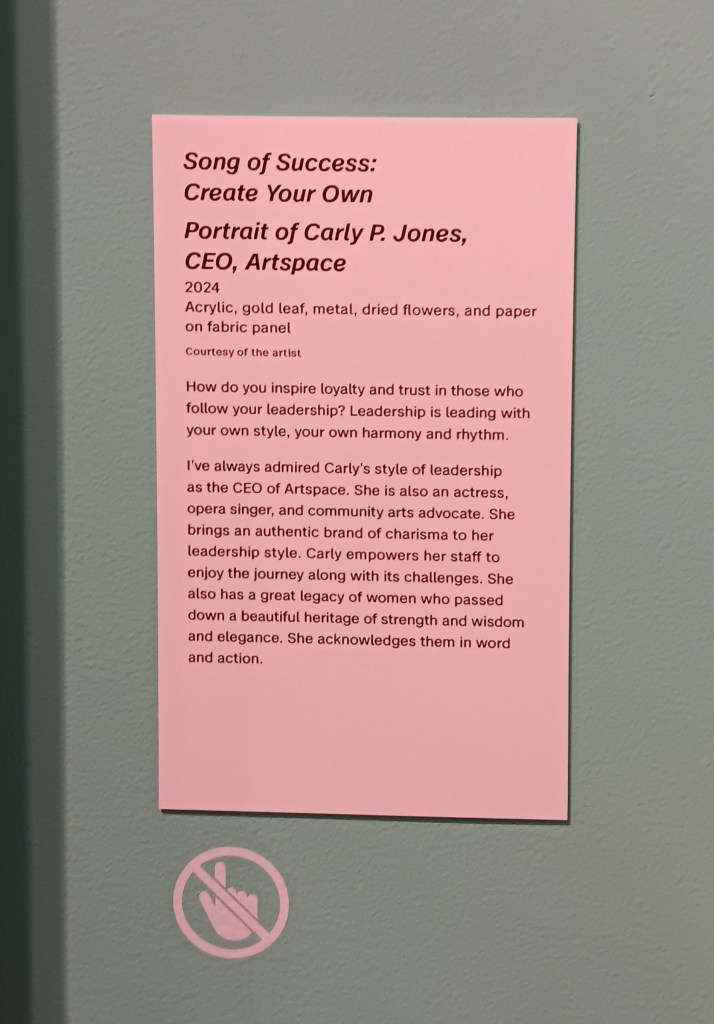 Song of Success:
Create Your Own
Portrait of Carly P. Jones,
CEO, Artspace
2024
Acrylic, gold leaf, metal, dried flowers, and paper
on fabric panel
Courtesy of the artist
How do you inspire loyalty and trust in those who
follow your leadership? Leadership is leading with
your own style, your own harmony and rhythm.
I've always admired Carly's style of leadership
as the CEO of Artspace. She is also an actress,
opera singer, and community arts advocate. She
brings an authentic brand of charisma to her
leadership style. Carly empowers her staff to
enjoy the journey along with its challenges. She
also has a great legacy of women who passed
down a beautiful heritage of strength and wisdom
and elegance. She acknowledges them in word
and action.